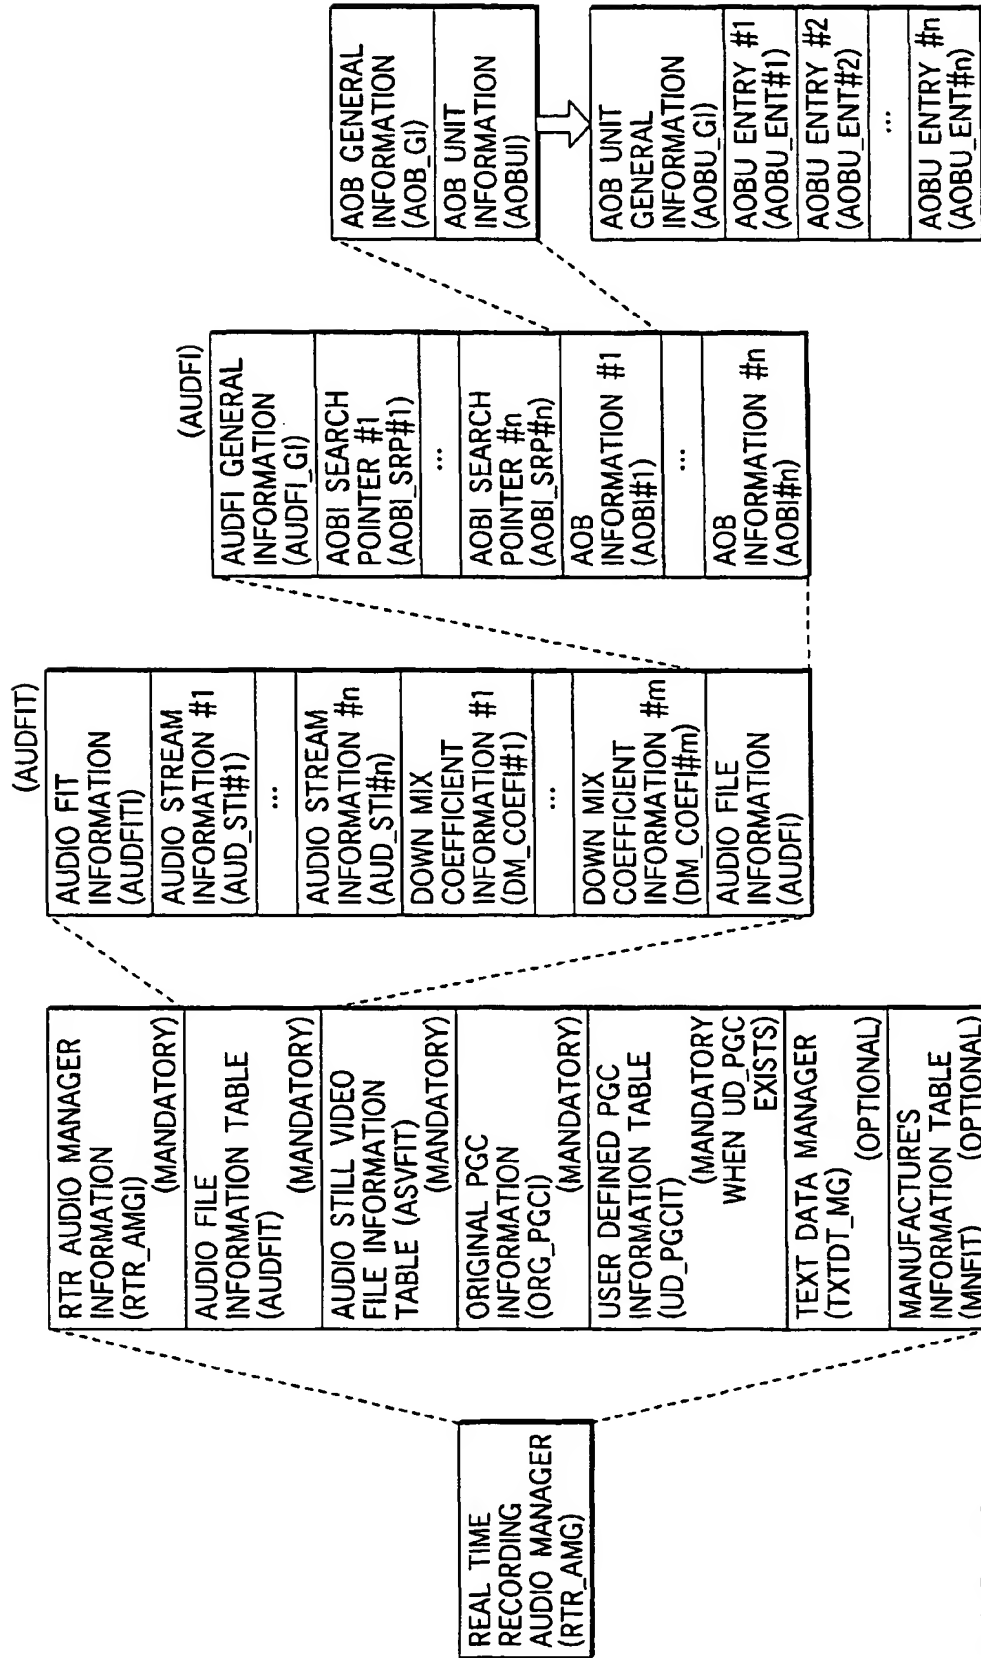 REAL TIME
RECORDING
AUDIO MANAGER
(RTR_AMG)
RTR AUDIO MANAGER
INFORMATION
(RTR_AMGI)
(MANDATORY)
AUDIO FILE
INFORMATION TABLE
(AUDFIT)
(MANDATORY)
AUDIO STILL VIDEO
FILE INFORMATION
TABLE (ASVFIT)
(MANDATORY)
ORIGINAL PGC
INFORMATION
(ORG_PGCI)
(MANDATORY)
USER DEFINED PGC
INFORMATION TABLE
(UD_PGCIT)
(MANDATORY
WHEN UD_PGC
EXISTS)
TEXT DATA MANAGER
(TXTDT_MG)
(OPTIONAL)
MANUFACTURE'S
INFORMATION TABLE
(MNFIT) (OPTIONAL)
(AUDFIT)
AUDIO FIT
INFORMATION
(AUDFITI)
AUDIO STREAM
INFORMATION #1
(AUD_STI#1)
...
AUDIO STREAM
INFORMATION #n
(AUD_STI#n)
DOWN MIX
COEFFICIENT
INFORMATION #1
(DM_COEFI#1)
...
DOWN MIX
COEFFICIENT
INFORMATION #m
(DM_COEFI#m)
AUDIO FILE
INFORMATION
(AUDFI)
(AUDFI)
AUDFI GENERAL
INFORMATION
(AUDFI_GI)
AOBI SEARCH
POINTER #1
(AOBI_SRP#1)
...
AOBI SEARCH
POINTER #n
(AOBI_SRP#n)
AOB
INFORMATION #1
(AOBI#1)
...
AOB
INFORMATION #n
(AOBI#n)
AOB GENERAL
INFORMATION
(AOB_GI)
AOB UNIT
INFORMATION
(AOBUI)
AOB UNIT
GENERAL
INFORMATION
(AOBU_GI)
AOBU ENTRY #1
(AOBU_ENT#1)
AOBU ENTRY #2
(AOBU_ENT#2)
...
AOBU ENTRY #n
(AOBU_ENT#n)